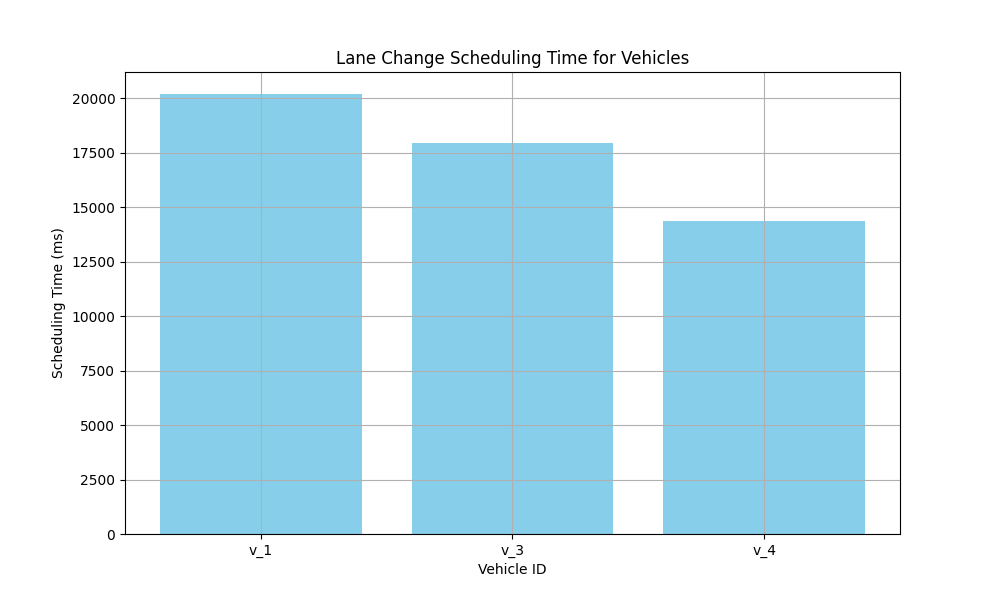 Lane Change Scheduling Time for Vehicles
20000
17500
15000
12500
10000
7500
5000
2500
0
Scheduling Time (ms)
v_1 v_3 v_4
Vehicle ID